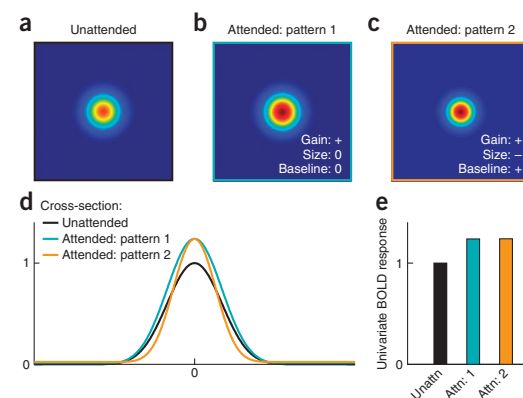 a
Unattended
b
Attended: pattern 1
Gain: +
Size: 0
Baseline: 0
c
Attended: pattern 2
Gain: +
Size: –
Baseline: +
d
Cross-section:
Unattended
Attended: pattern 1
Attended: pattern 2
1
0
0
e
Univariate BOLD response
1
0
Unattn
Attn: 1
Attn: 2